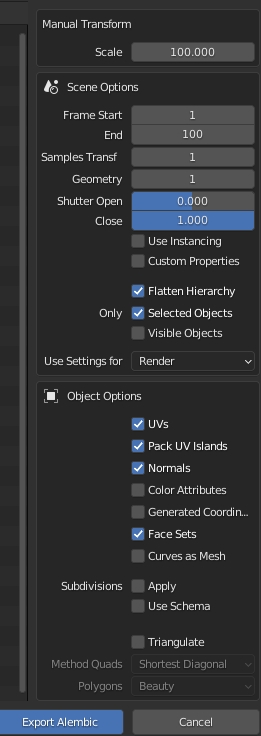 Manual Transform
Scale 100.000
Scene Options
Frame Start 1
End 100
Samples Transf 1
Geometry 1
Shutter Open 0.000
Close 1.000
Use Instancing
Custom Properties
Flatten Hierarchy
Only Selected Objects
Visible Objects
Use Settings for Render
Object Options
UVs
Pack UV Islands
Normals
Color Attributes
Generated Coordin...
Face Sets
Curves as Mesh
Subdivisions Apply
Use Schema
Triangulate
Method Quads Shortest Diagonal
Polygons Beauty
Export Alembic Cancel